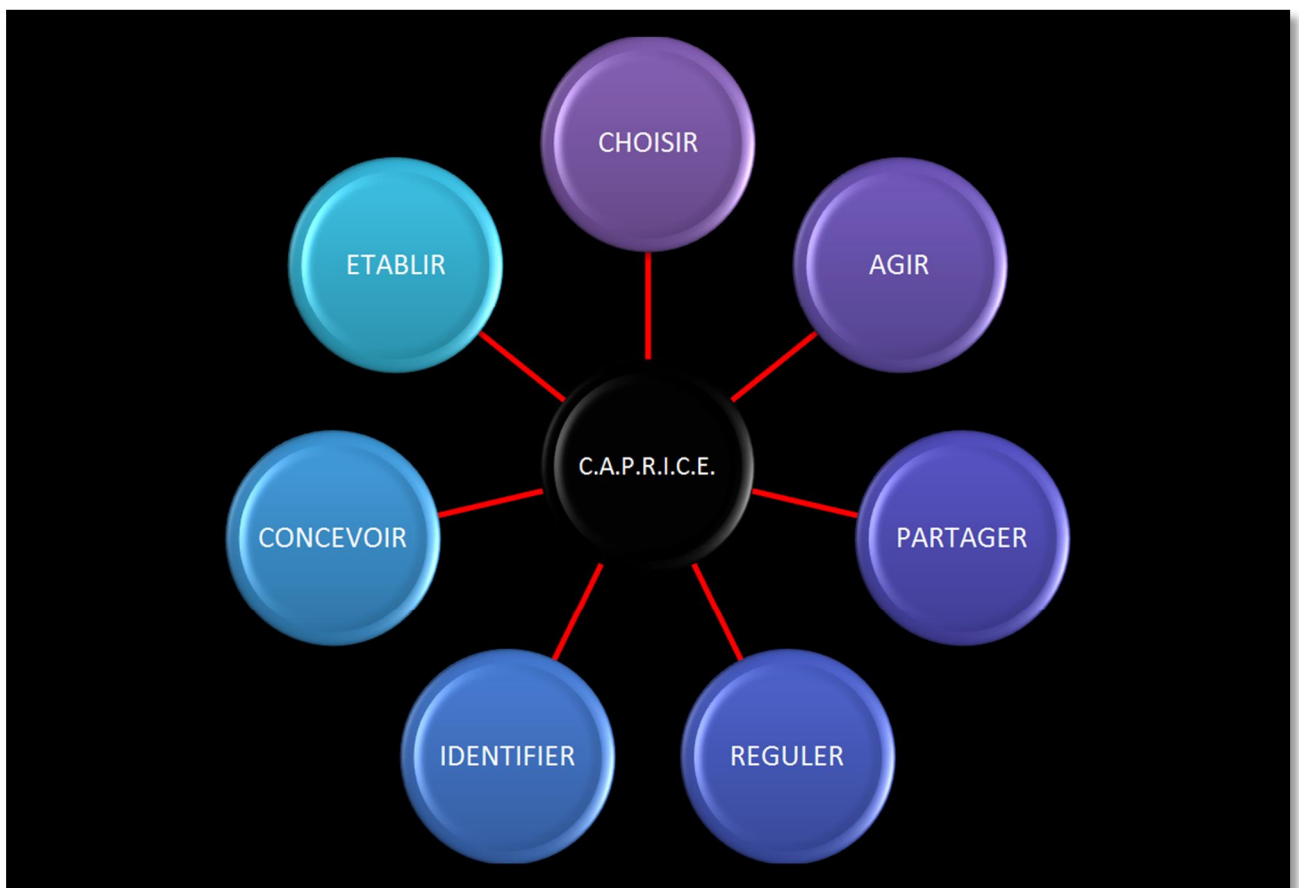 CHOISIR
AGIR
PARTAGER
REGULER
IDENTIFIER
CONCEVOIR
ETABLIR
C.A.P.R.I.C.E.